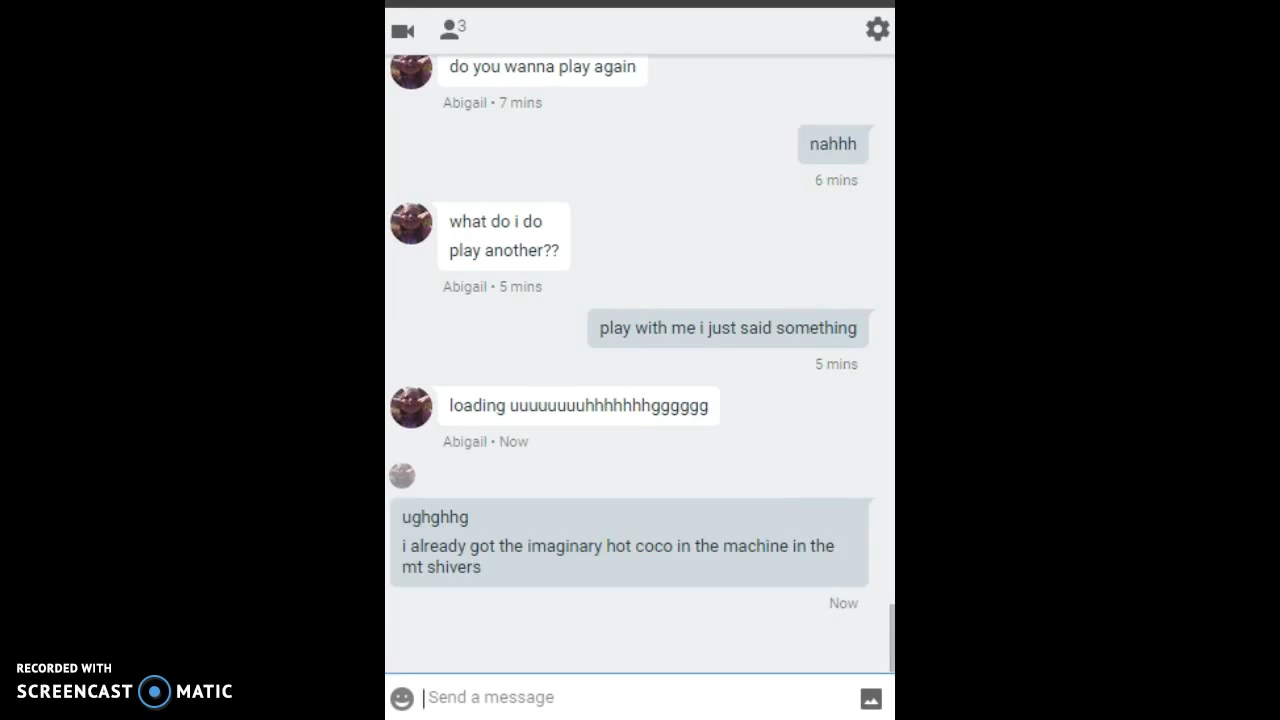 3
do you wanna play again
Abigail • 7 mins
nahhh
6 mins
what do i do
play another??
Abigail • 5 mins
play with me i just said something
5 mins
loading uuuuuuuuhhhhhhhgggggg
Abigail • Now
ughghhg
i already got the imaginary hot coco in the machine in the
mt shivers
Now
Send a message
RECORDED WITH
SCREENCAST MATIC